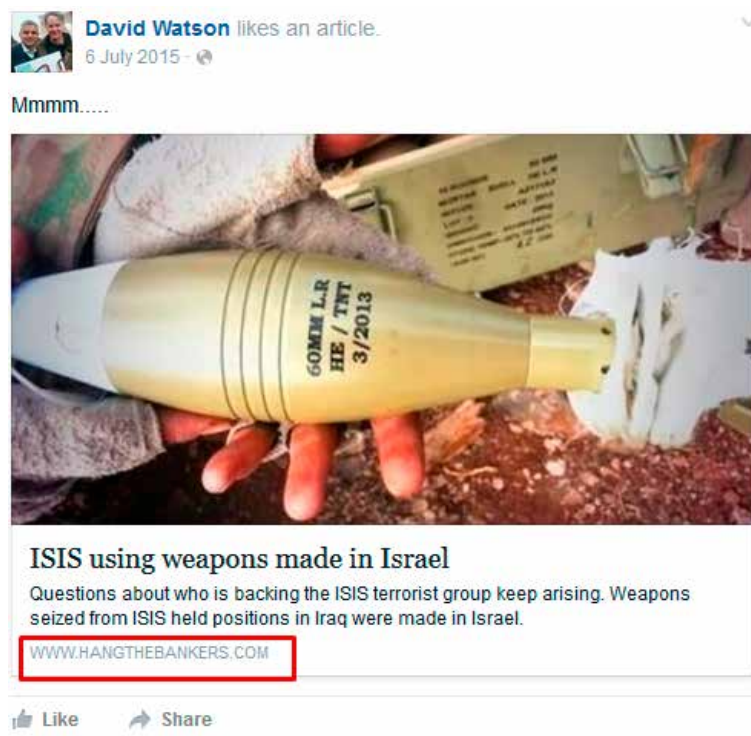 David Watson likes an article.
6 July 2015 ·
Mmmm.....
60MM L.R
HE / TNT
3/2013
ISIS using weapons made in Israel
Questions about who is backing the ISIS terrorist group keep arising. Weapons
seized from ISIS held positions in Iraq were made in Israel.
WWW.HANGTHEBANKERS.COM
Like Share